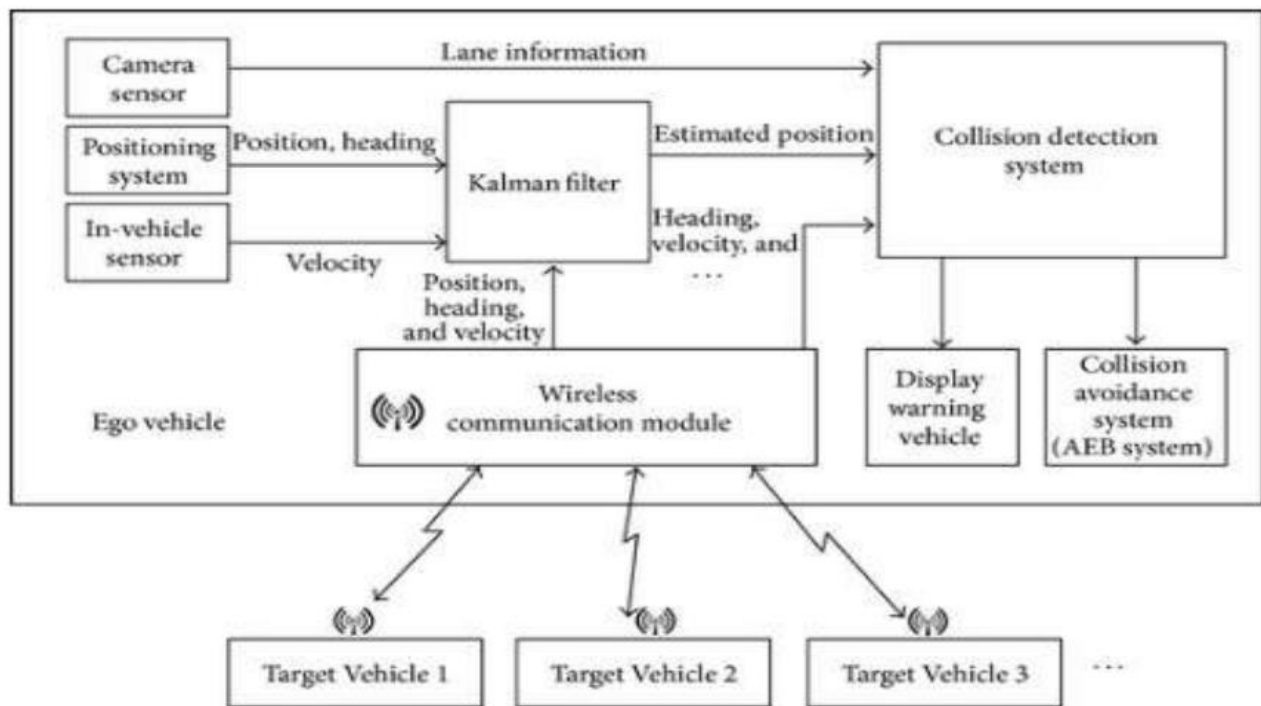 Camera
sensor
Lane information
Positioning
system
Position, heading
In-vehicle
sensor
Velocity
Kalman filter
Estimated position
Heading,
velocity, and
...
Collision detection
system
Position,
heading,
and velocity
Ego vehicle
Wireless
communication module
Display
warning
vehicle
Collision
avoidance
system
(AEB system)
Target Vehicle 1
Target Vehicle 2
Target Vehicle 3
...